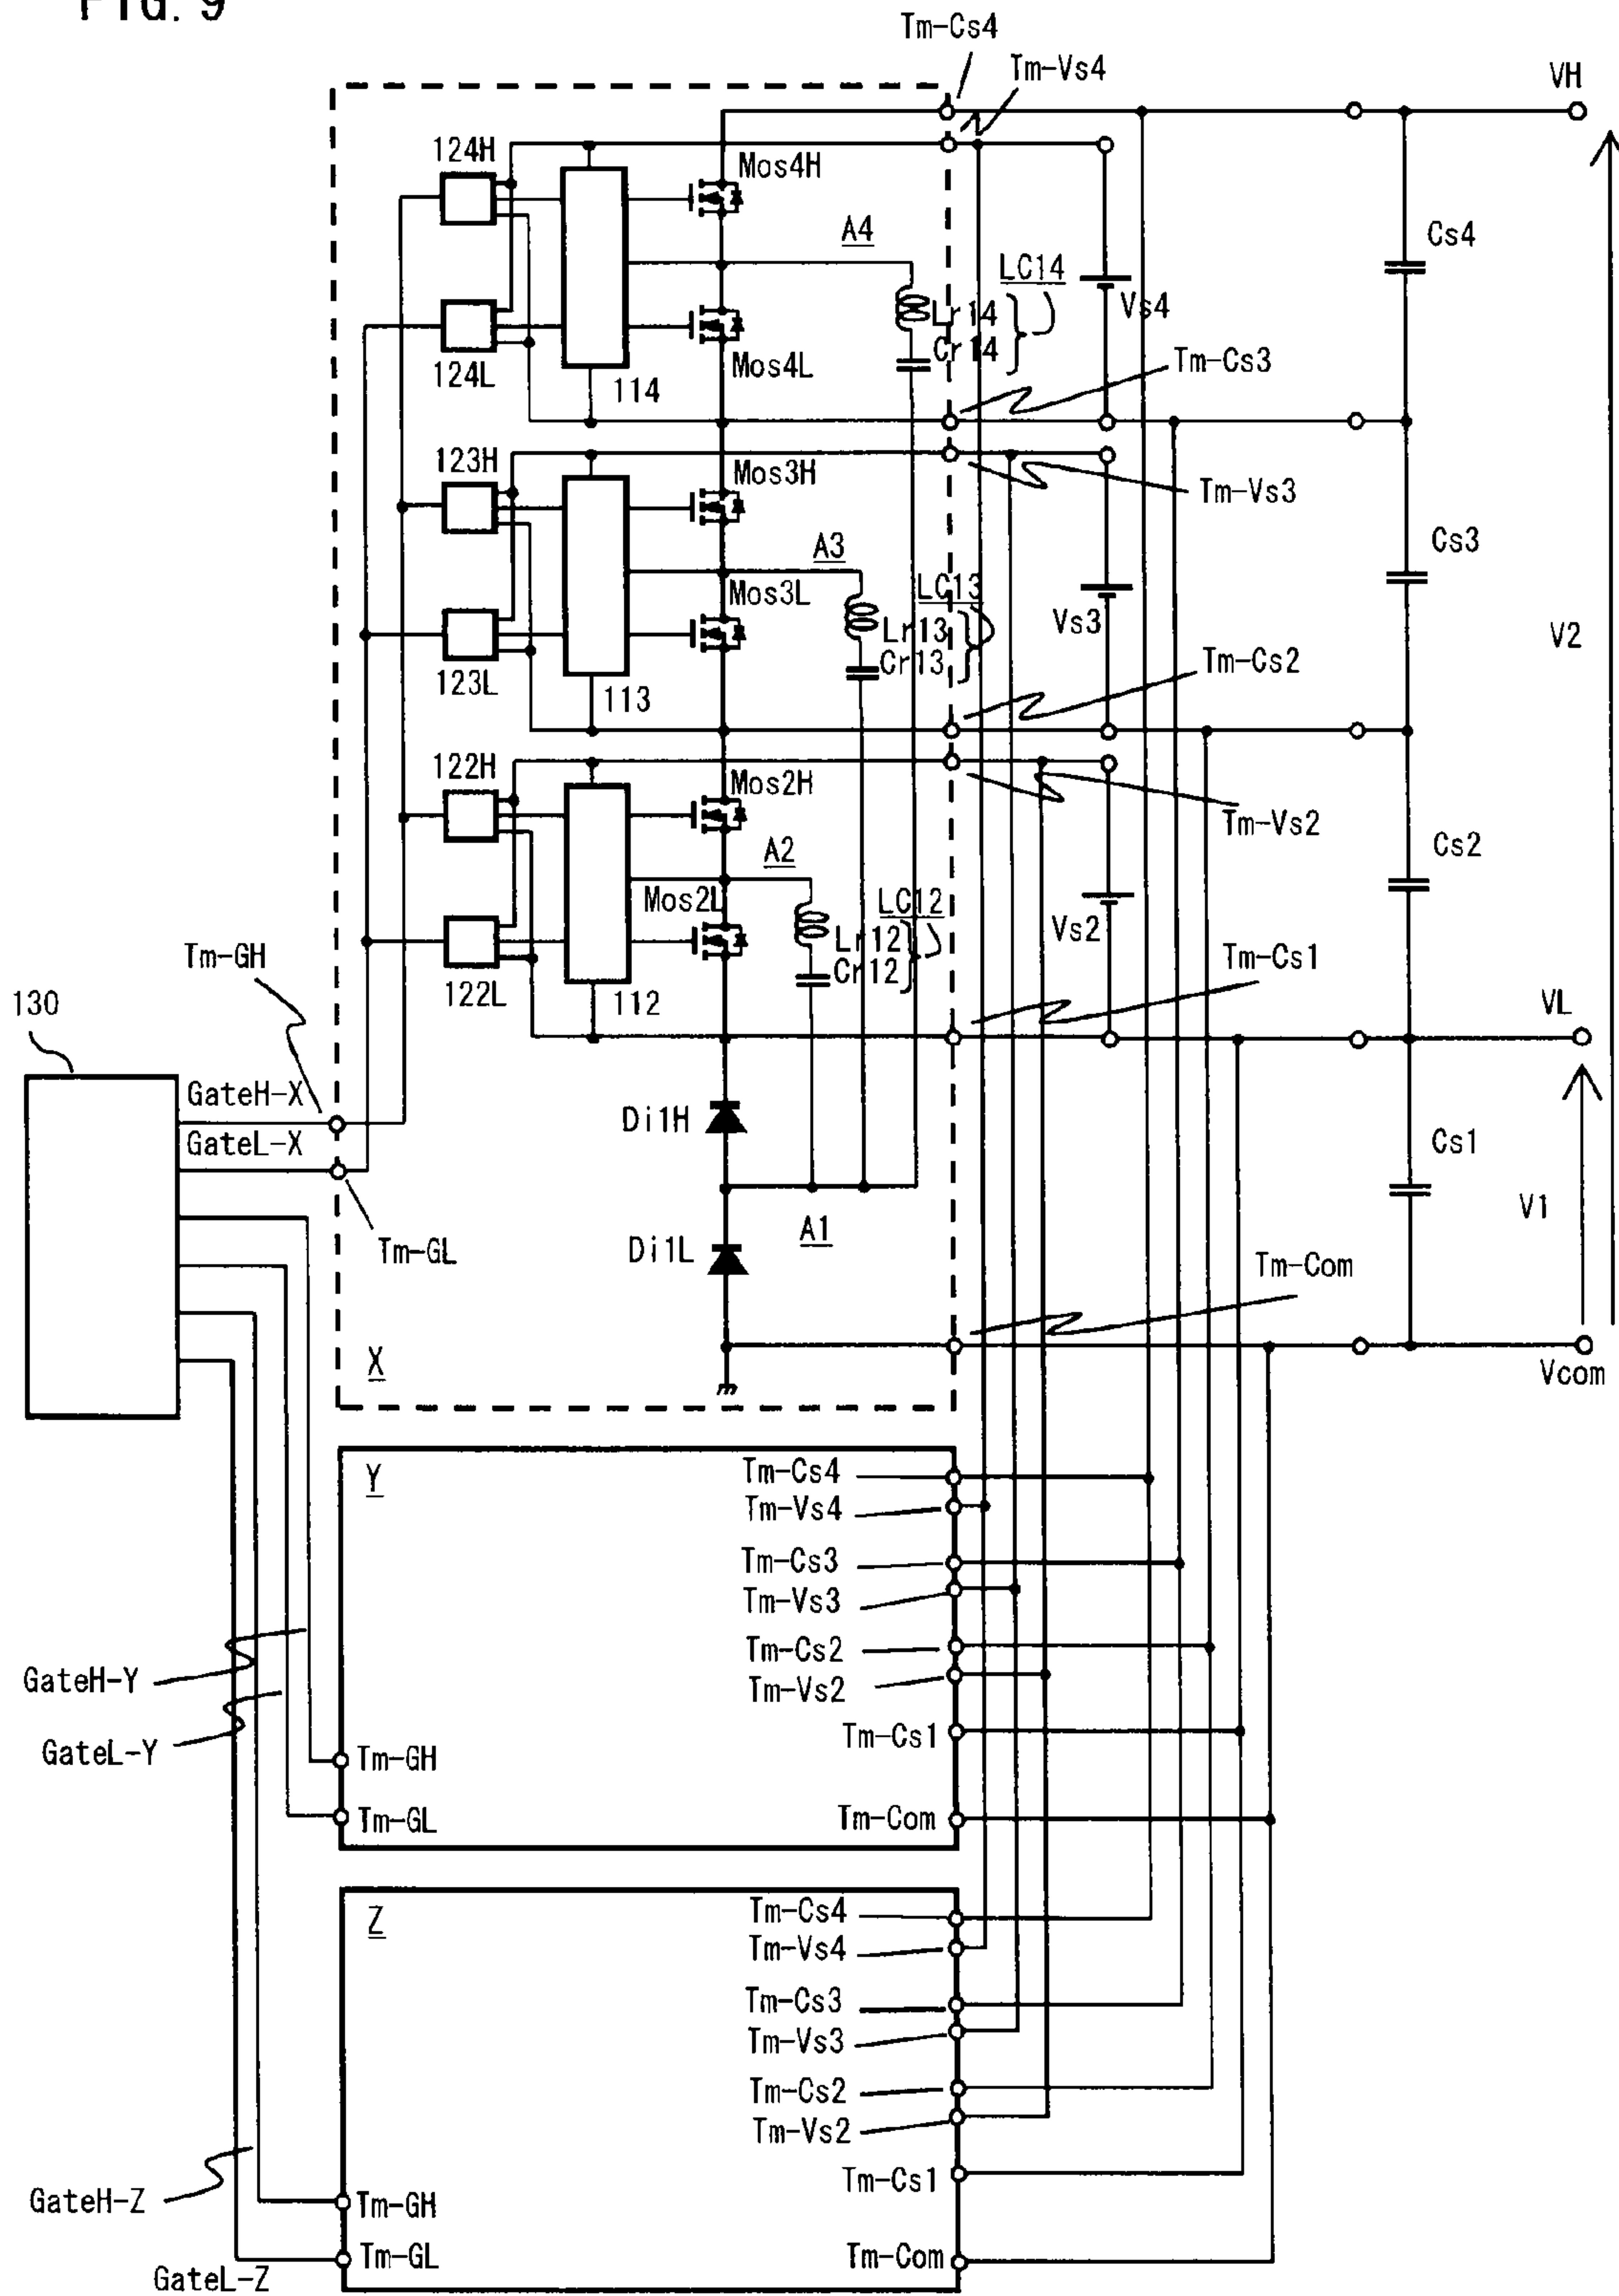 FIG. 9
Tm-Cs4
Tm-Vs4
VH
124H
Mos4H
A4
Cs4
LC14
Lr14
Vs4
Cr14
124L
Mos4L
114
Tm-Cs3
123H
Mos3H
Tm-Vs3
A3
Cs3
LC13
Mos3L
Lr13
Vs3
V2
Cr13
123L
113
Tm-Cs2
122H
Mos2H
Tm-Vs2
A2
Cs2
Mos2L
LC12
Vs2
Lr12
Tm-GH
Cr12
Tm-Cs1
122L
112
130
VL
GateH-X
Di1H
GateL-X
Cs1
V1
Tm-GL
Di1L
A1
Tm-Com
X
Vcom
Y
Tm-Cs4
Tm-Vs4
Tm-Cs3
Tm-Vs3
Tm-Cs2
GateH-Y
Tm-Vs2
GateL-Y
Tm-Cs1
Tm-GH
Tm-GL
Tm-Com
Z
Tm-Cs4
Tm-Vs4
Tm-Cs3
Tm-Vs3
Tm-Cs2
Tm-Vs2
Tm-Cs1
GateH-Z
Tm-GH
Tm-GL
Tm-Com
GateL-Z